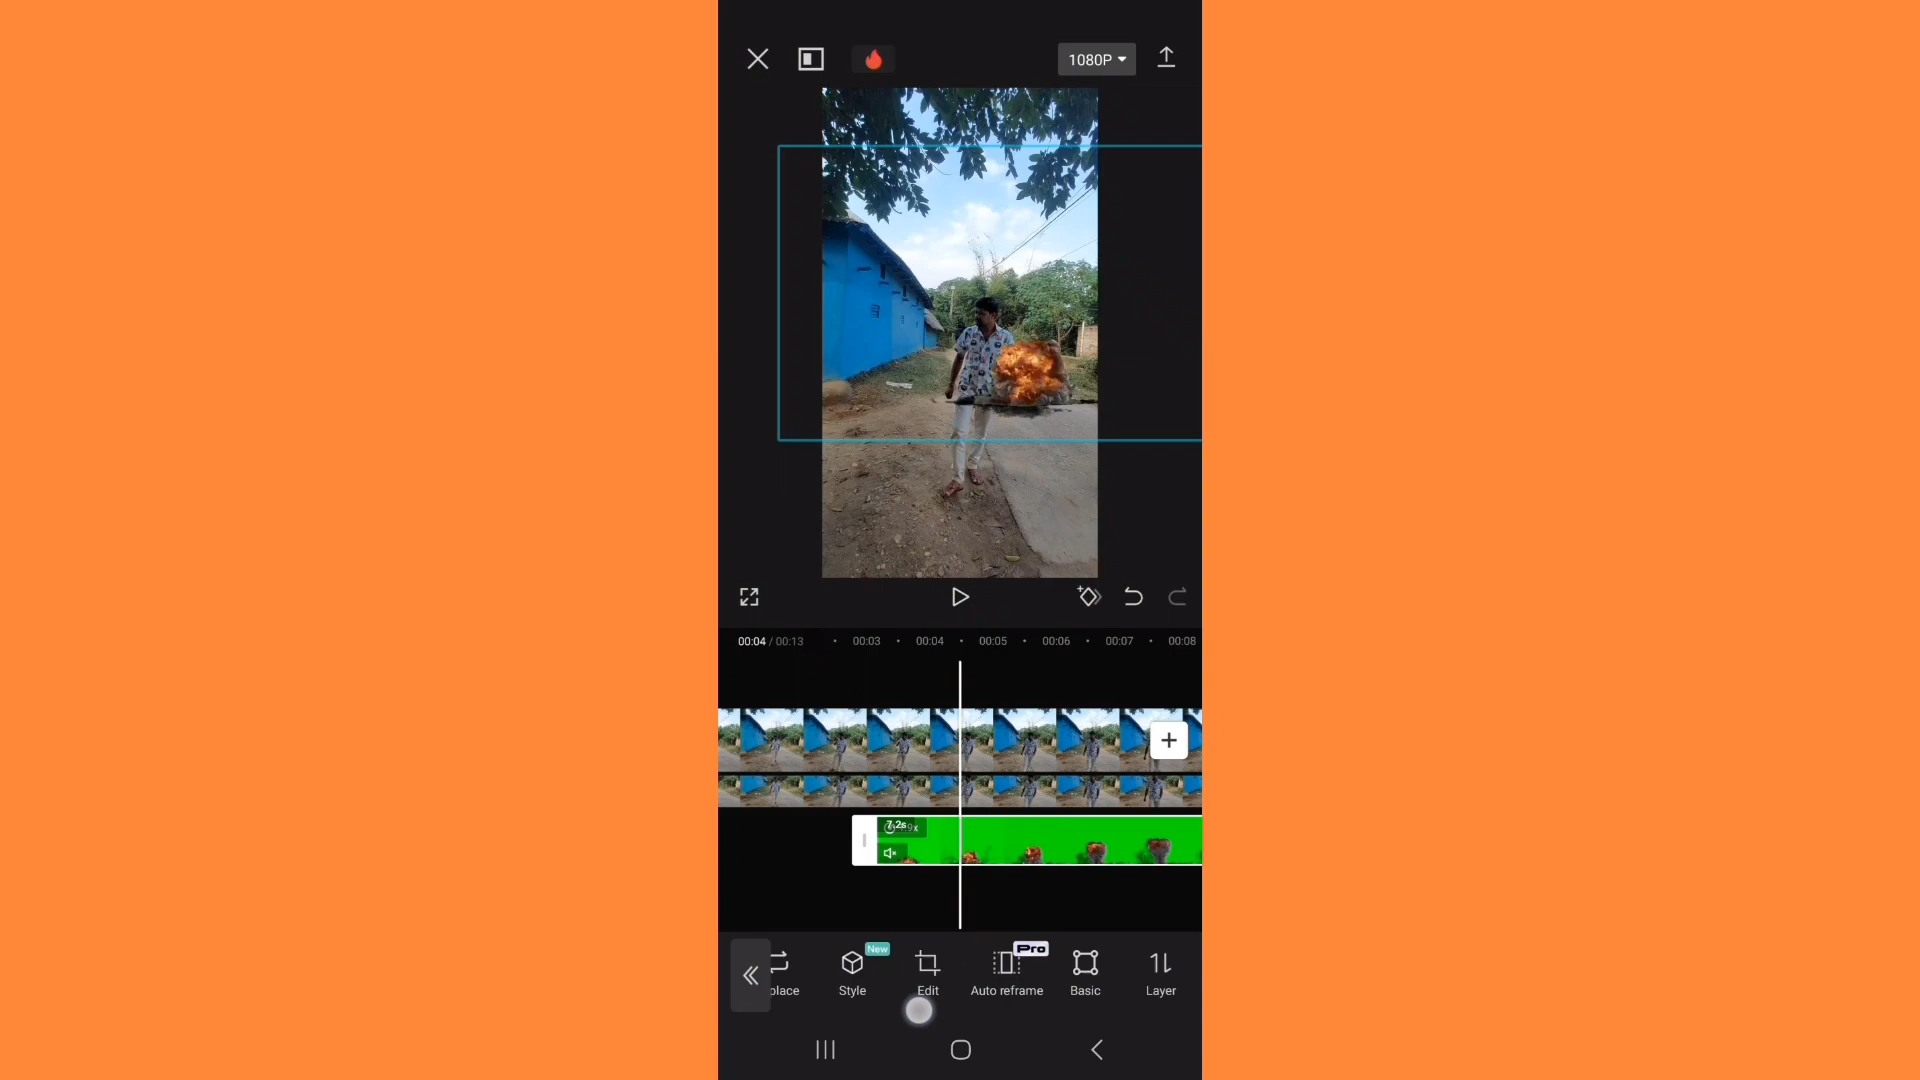 1080P
00:04 / 00:13
00:03
00:04
00:05
00:06
00:07
00:08
7.2s
New
Pro
place
Style
Edit
Auto reframe
Basic
Layer